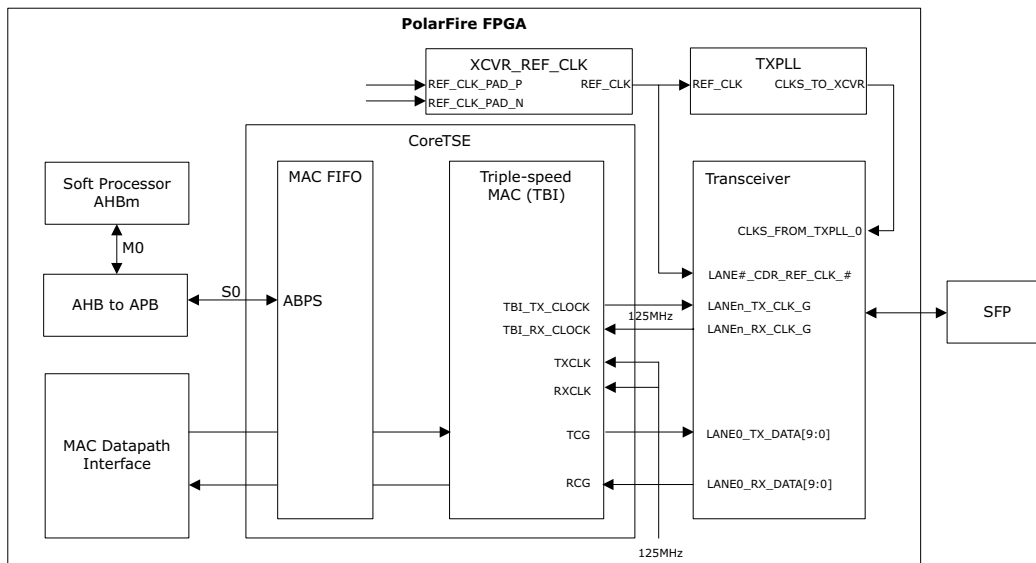 PolarFire FPGA
XCVR_REF_CLK
REF_CLK_PAD_P
REF_CLK
REF_CLK_PAD_N
TXPLL
REF_CLK
CLKS_TO_XCVR
CoreTSE
Soft Processor
AHBm
M0
AHB to APB
S0
MAC FIFO
ABPS
Triple-speed
MAC (TBI)
TBI_TX_CLOCK
TBI_RX_CLOCK
TXCLK
RXCLK
TCG
RCG
125MHz
125MHz
Transceiver
CLKS_FROM_TXPLL_0
LANE#_CDR_REF_CLK_#
LANEn_TX_CLK_G
LANEn_RX_CLK_G
LANE0_TX_DATA[9:0]
LANE0_RX_DATA[9:0]
SFP
MAC Datapath
Interface